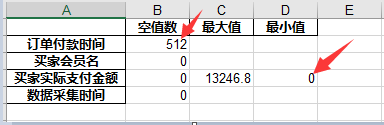 A B C D E
空值数 最大值 最小值
订单付款时间 512
买家会员名 0
买家实际支付金额 0 13246.8 0
数据采集时间 0